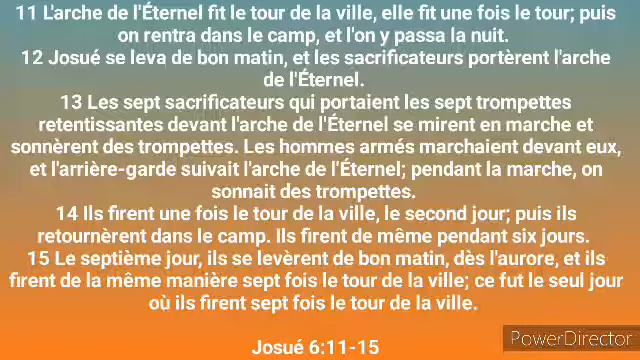 11 L'arche de l'Éternel fit le tour de la ville, elle fit une fois le tour; puis
on rentra dans le camp, et l'on y passa la nuit.
12 Josué se leva de bon matin, et les sacrificateurs portèrent l'arche
de l'Éternel.
13 Les sept sacrificateurs qui portaient les sept trompettes
retentissantes devant l'arche de l'Éternel se mirent en marche et
sonnèrent des trompettes. Les hommes armés marchaient devant eux,
et l'arrière-garde suivait l'arche de l'Éternel; pendant la marche, on
sonnait des trompettes.
14 Ils firent une fois le tour de la ville, le second jour; puis ils
retournèrent dans le camp. Ils firent de même pendant six jours.
15 Le septième jour, ils se levèrent de bon matin, dès l'aurore, et ils
firent de la même manière sept fois le tour de la ville; ce fut le seul jour
où ils firent sept fois le tour de la ville.
Josué 6:11-15
PowerDirector